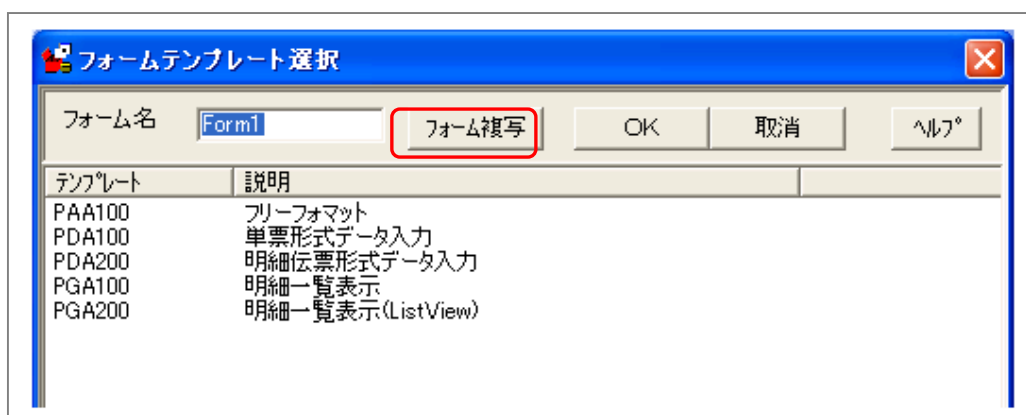 フォームテンプレート選択
フォーム名 Form1 フォーム複写 OK 取消 ヘルプ
テンプレート 説明
PAA100 フリーフォマット
PDA100 単票形式データ入力
PDA200 明細伝票形式データ入力
PGA100 明細一覧表示
PGA200 明細一覧表示(ListView)